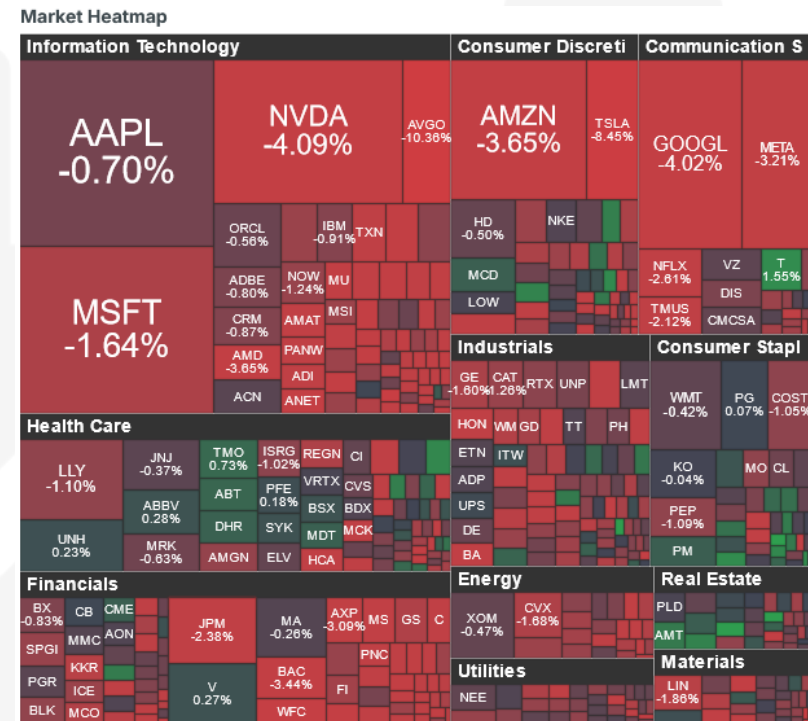 Market Heatmap
Information Technology
AAPL
-0.70%
NVDA
-4.09%
AVGO
-10.36%
MSFT
-1.64%
ORCL
-0.56%
IBM
-0.91%
TXN
ADBE
-0.80%
NOW
-1.24%
MU
CRM
-0.87%
AMAT
MSI
AMD
-3.65%
PANW
ADI
ACN
ANET
Consumer Discreti
AMZN
-3.65%
TSLA
-8.45%
HD
-0.50%
NKE
MCD
LOW
Communication S
GOOGL
-4.02%
META
-3.21%
NFLX
-2.61%
VZ
T
1.55%
DIS
TMUS
-2.12%
CMCSA
Health Care
LLY
-1.10%
JNJ
-0.37%
TMO
0.73%
ISRG
-1.02%
REGN
CI
ABBV
0.28%
ABT
PFE
0.18%
VRTX
CVS
UNH
0.23%
DHR
SYK
BSX
BDX
MRK
-0.63%
AMGN
ELV
MDT
MCK
HCA
Industrials
GE
-1.60%
CAT
1.26%
RTX
UNP
LMT
HON
WM
GD
TT
PH
ETN
ITW
ADP
UPS
DE
BA
Consumer Stapl
WMT
-0.42%
PG
0.07%
COST
-1.05%
KO
-0.04%
MO
CL
PEP
-1.09%
PM
Financials
BX
-0.83%
CB
CME
JPM
-2.38%
MA
-0.26%
AXP
-3.09%
MS
GS
C
SPGI
MMC
AON
PNC
PGR
KKR
V
0.27%
BAC
-3.44%
FI
ICE
BLK
MCO
WFC
Energy
XOM
-0.47%
CVX
-1.68%
Real Estate
PLD
AMT
Utilities
NEE
Materials
LIN
-1.86%